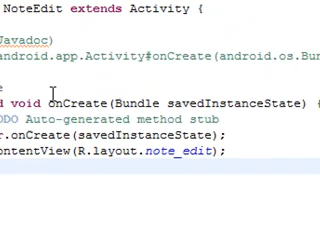 NoteEdit extends Activity {
Javadoc)
android.app.Activity#onCreate(android.os.Bun
e
d void onCreate(Bundle savedInstanceState) {
ODO Auto-generated method stub
r.onCreate(savedInstanceState);
ontentView(R.layout.note_edit);